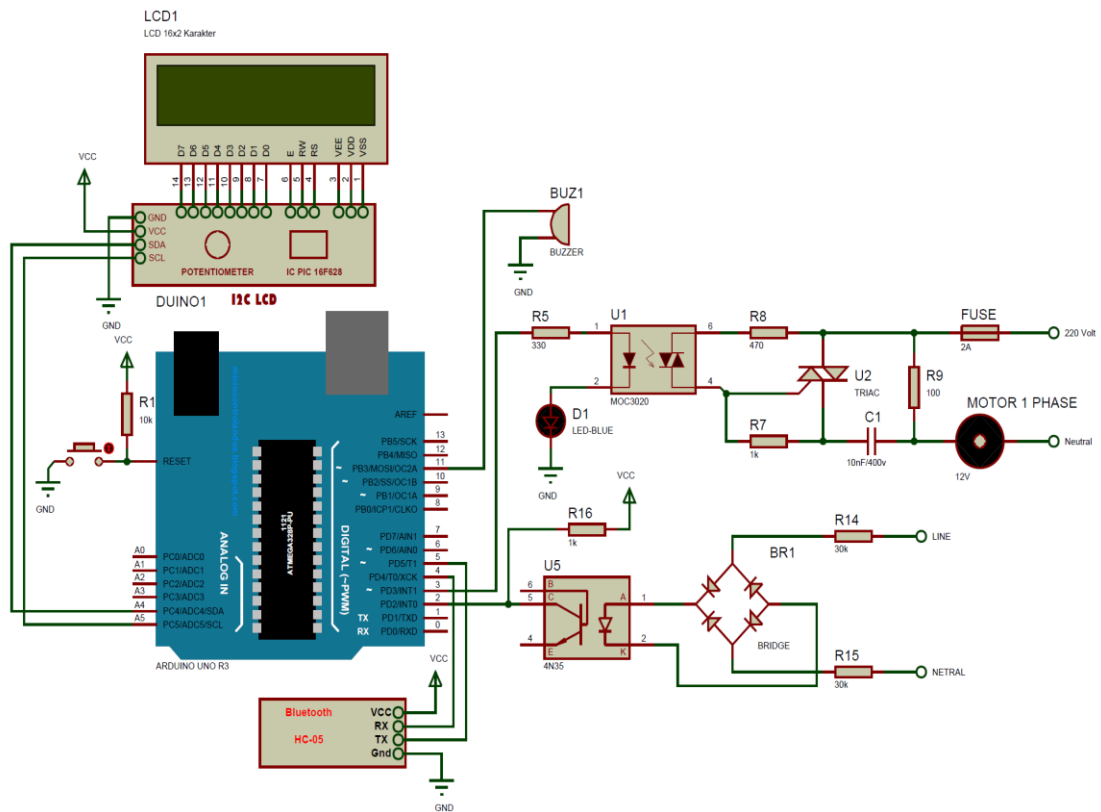 LCD1
LCD 16x2 Karakter
D7 D6 D5 D4 D3 D2 D1 D0 E RW RS VEE VDD VSS
14 13 12 11 10 9 8 7 6 5 4 3 2 1
VCC
GND
VCC
SDA
SCL
POTENTIOMETER
IC PIC 16F628
I2C LCD
GND
BUZ1
BUZZER
GND
DUINO1
VCC
R1
10k
RESET
GND
AREF
PB5/SCK 13
PB4/MISO 12
~ PB3/MOSI/OC2A 11
~ PB2/SS/OC1B 10
~ PB1/OC1A 9
PB0/ICP1/CLKO 8
PD7/AIN1 7
~ PD6/AIN0 6
~ PD5/T1 5
PD4/T0/XCK 4
~ PD3/INT1 3
PD2/INT0 2
TX PD1/TXD 1
RX PD0/RXD 0
DIGITAL (~PWM)
1121
ATMEGA328P-PU
ANALOG IN
A0 PC0/ADC0
A1 PC1/ADC1
A2 PC2/ADC2
A3 PC3/ADC3
A4 PC4/ADC4/SDA
A5 PC5/ADC5/SCL
ARDUINO UNO R3
R5
330
U1
1
2
6
4
MOC3020
D1
LED-BLUE
GND
R8
470
U2
TRIAC
R7
1k
C1
10nF/400v
R9
100
FUSE
2A
220 Volt
MOTOR 1 PHASE
12V
Neutral
VCC
R16
1k
U5
6 B
5 C
4 E
A 1
K 2
4N35
BR1
BRIDGE
R14
30k
LINE
R15
30k
NETRAL
Bluetooth
HC-05
VCC
RX
TX
Gnd
VCC
GND